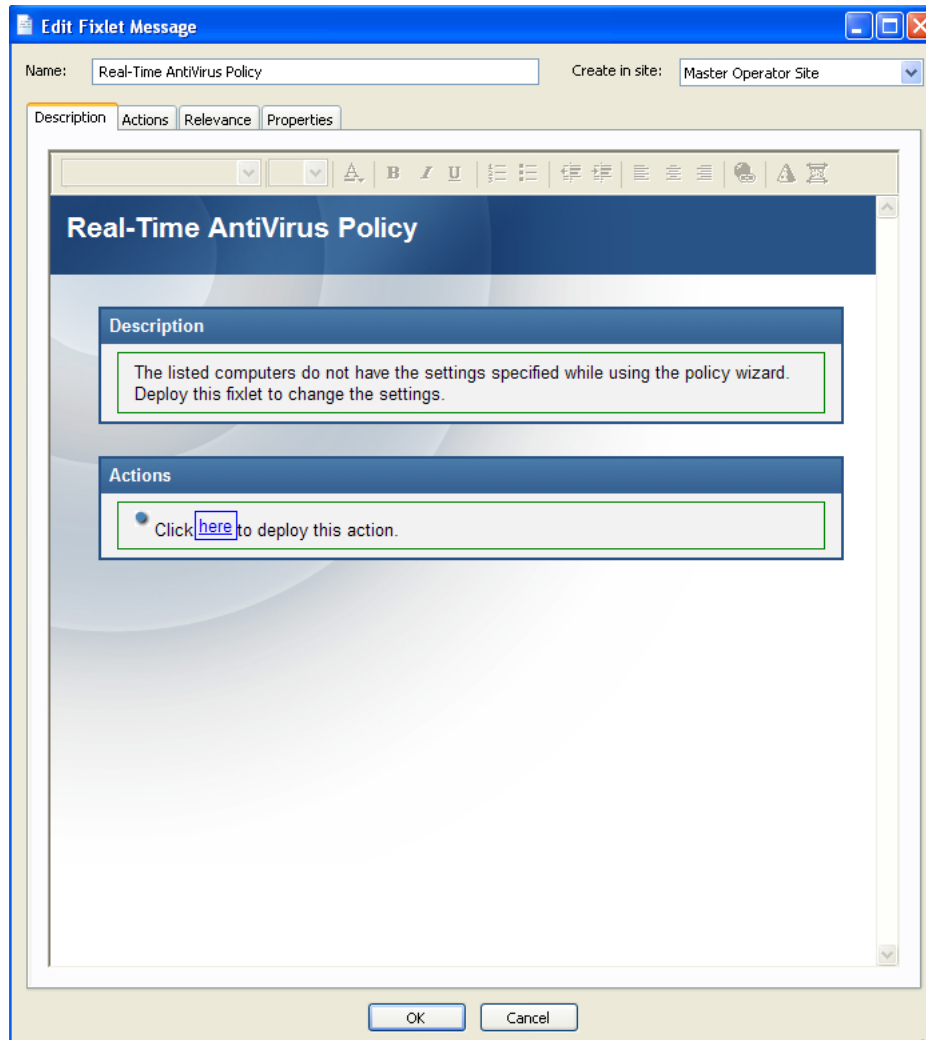 Edit Fixlet Message
Name: Real-Time AntiVirus Policy Create in site: Master Operator Site
Description Actions Relevance Properties
A B I U
Real-Time AntiVirus Policy
Description
The listed computers do not have the settings specified while using the policy wizard.
Deploy this fixlet to change the settings.
Actions
Click here to deploy this action.
OK Cancel